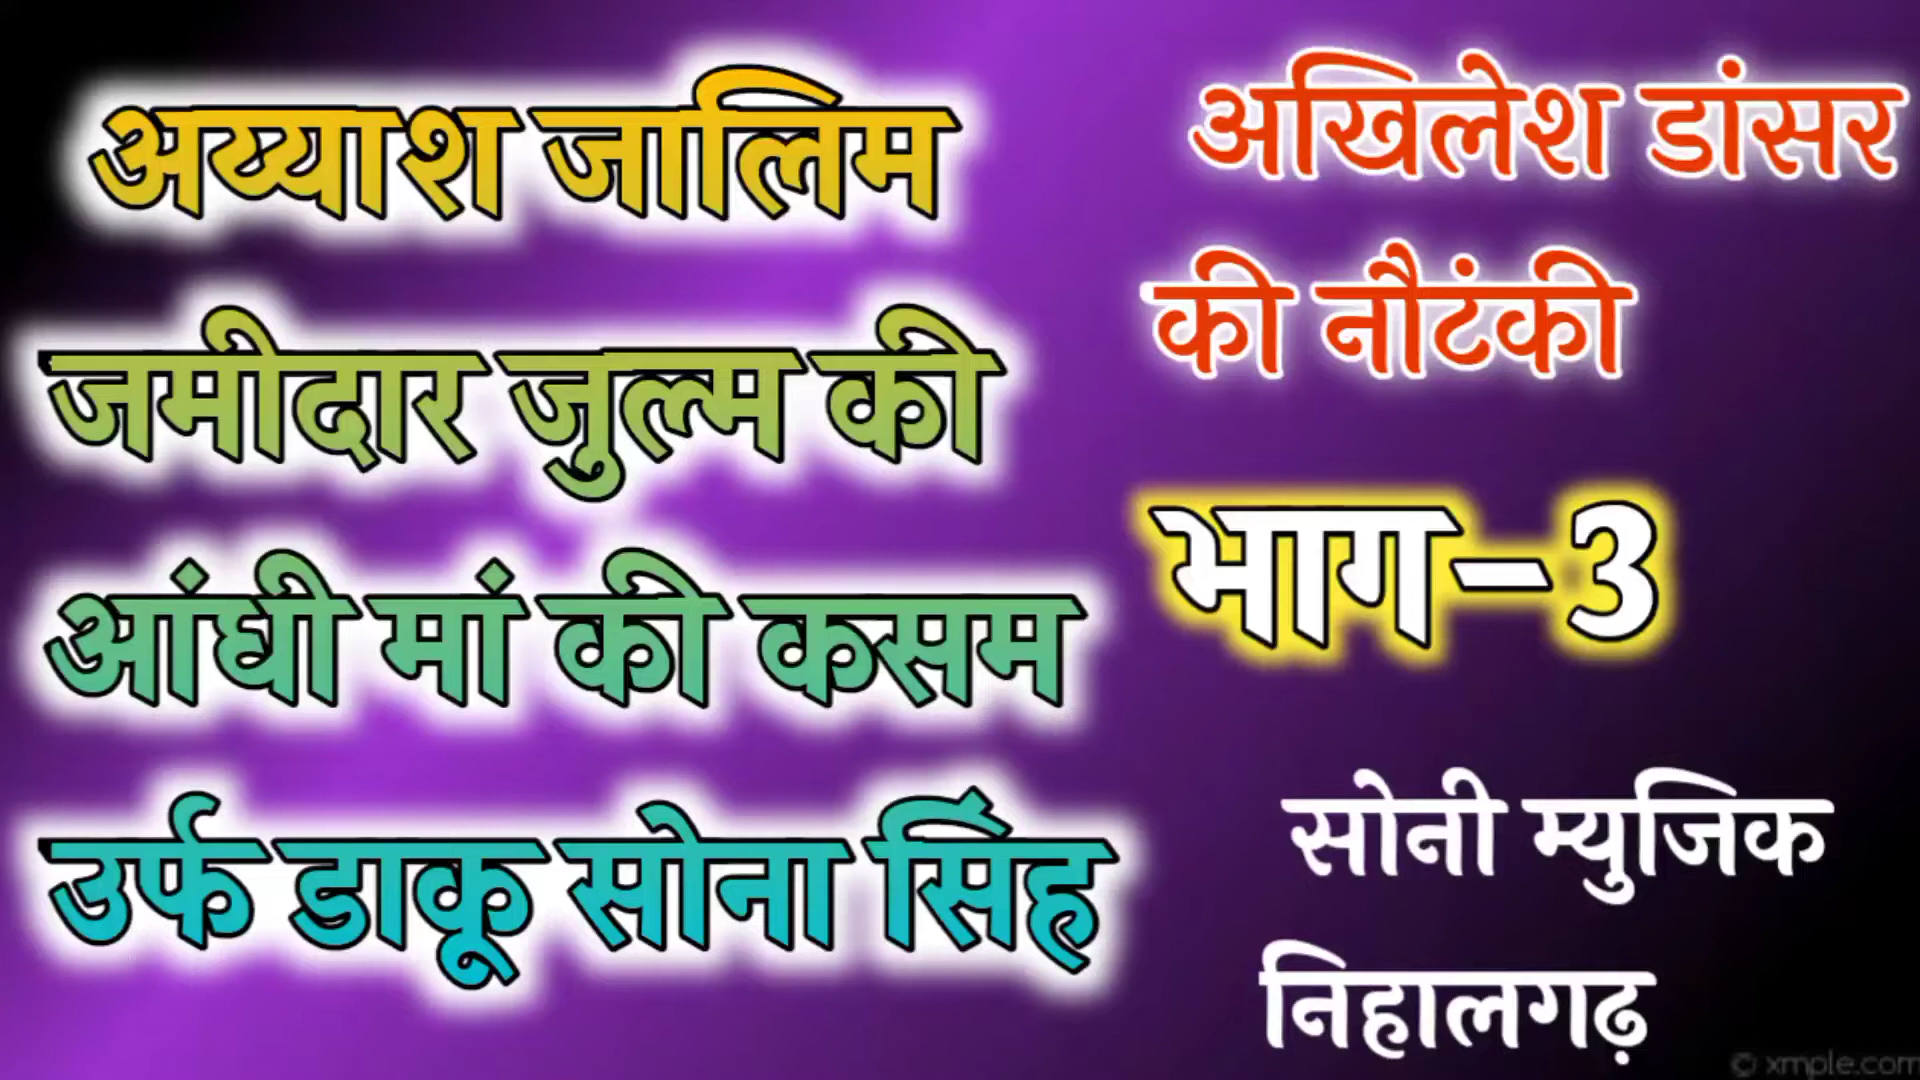 अय्याश जालिम
जमीदार जुल्म की
आंधी मां की कसम
उर्फ डाकू सोना सिंह
अखिलेश डांसर
की नौटंकी
भाग-3
सोनी म्युजिक
निहालगढ़
© xmple.com